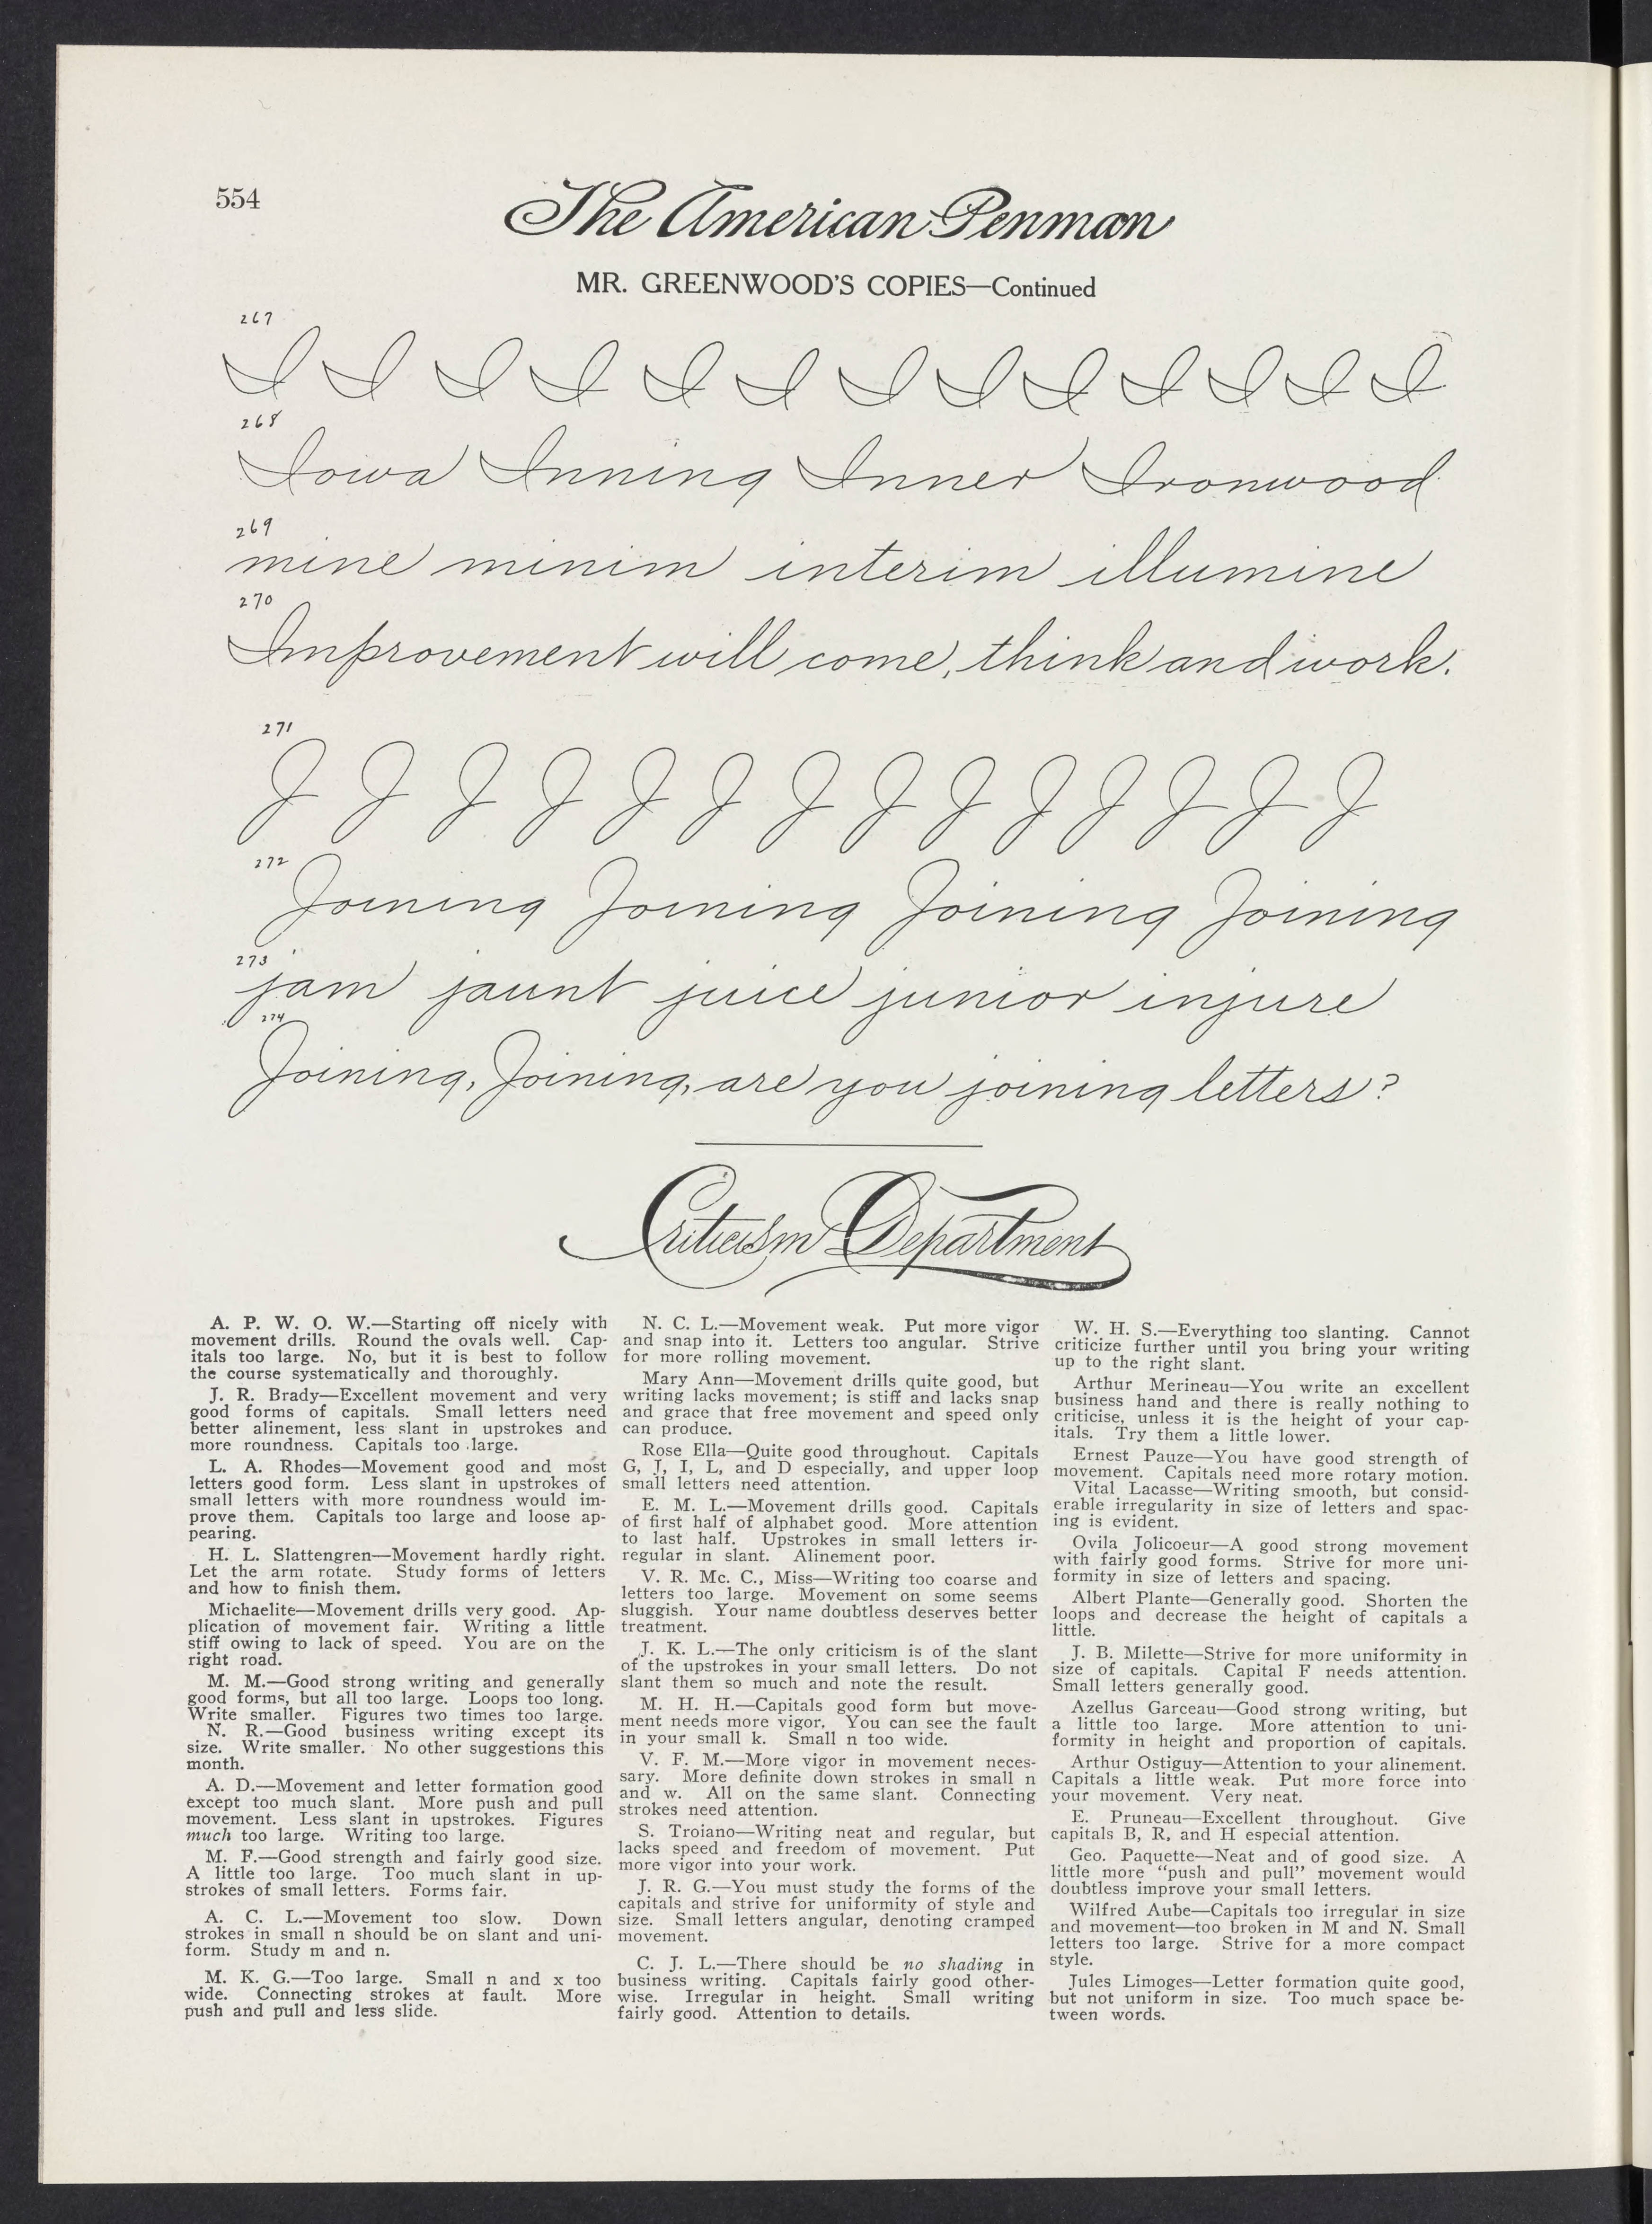 554
The American Penman
MR. GREENWOOD'S COPIES—Continued
267
I I I I I I I I I I I I I
268
Iowa Inning Inner Ironwood
269
mine minim interim illumine
270
Improvement will come, think and work.
271
J J J J J J J J J J J J J J
272
Joining Joining Joining Joining
273
jam jaunt juice junior injure
274
Joining, Joining, are you joining letters?
Criticism Department
A. P. W. O. W.—Starting off nicely with
movement drills. Round the ovals well. Cap-
itals too large. No, but it is best to follow
the course systematically and thoroughly.
J. R. Brady—Excellent movement and very
good forms of capitals. Small letters need
better alinement, less slant in upstrokes and
more roundness. Capitals too large.
L. A. Rhodes—Movement good and most
letters good form. Less slant in upstrokes of
small letters with more roundness would im-
prove them. Capitals too large and loose ap-
pearing.
H. L. Slattengren—Movement hardly right.
Let the arm rotate. Study forms of letters
and how to finish them.
Michaelite—Movement drills very good. Ap-
plication of movement fair. Writing a little
stiff owing to lack of speed. You are on the
right road.
M. M.—Good strong writing and generally
good forms, but all too large. Loops too long.
Write smaller. Figures two times too large.
N. R.—Good business writing except its
size. Write smaller. No other suggestions this
month.
A. D.—Movement and letter formation good
except too much slant. More push and pull
movement. Less slant in upstrokes. Figures
much too large. Writing too large.
M. F.—Good strength and fairly good size.
A little too large. Too much slant in up-
strokes of small letters. Forms fair.
A. C. L.—Movement too slow. Down
strokes in small n should be on slant and uni-
form. Study m and n.
M. K. G.—Too large. Small n and x too
wide. Connecting strokes at fault. More
push and pull and less slide.
N. C. L.—Movement weak. Put more vigor
and snap into it. Letters too angular. Strive
for more rolling movement.
Mary Ann—Movement drills quite good, but
writing lacks movement; is stiff and lacks snap
and grace that free movement and speed only
can produce.
Rose Ella—Quite good throughout. Capitals
G, J, I, L, and D especially, and upper loop
small letters need attention.
E. M. L.—Movement drills good. Capitals
of first half of alphabet good. More attention
to last half. Upstrokes in small letters ir-
regular in slant. Alinement poor.
V. R. Mc. C., Miss—Writing too coarse and
letters too large. Movement on some seems
sluggish. Your name doubtless deserves better
treatment.
J. K. L.—The only criticism is of the slant
of the upstrokes in your small letters. Do not
slant them so much and note the result.
M. H. H.—Capitals good form but move-
ment needs more vigor. You can see the fault
in your small k. Small n too wide.
V. F. M.—More vigor in movement neces-
sary. More definite down strokes in small n
and w. All on the same slant. Connecting
strokes need attention.
S. Troiano—Writing neat and regular, but
lacks speed and freedom of movement. Put
more vigor into your work.
J. R. G.—You must study the forms of the
capitals and strive for uniformity of style and
size. Small letters angular, denoting cramped
movement.
C. J. L.—There should be no shading in
business writing. Capitals fairly good other-
wise. Irregular in height. Small writing
fairly good. Attention to details.
W. H. S.—Everything too slanting. Cannot
criticize further until you bring your writing
up to the right slant.
Arthur Merineau—You write an excellent
business hand and there is really nothing to
criticise, unless it is the height of your cap-
itals. Try them a little lower.
Ernest Pauze—You have good strength of
movement. Capitals need more rotary motion.
Vital Lacasse—Writing smooth, but consid-
erable irregularity in size of letters and spac-
ing is evident.
Ovila Jolicoeur—A good strong movement
with fairly good forms. Strive for more uni-
formity in size of letters and spacing.
Albert Plante—Generally good. Shorten the
loops and decrease the height of capitals a
little.
J. B. Milette—Strive for more uniformity in
size of capitals. Capital F needs attention.
Small letters generally good.
Azellus Garceau—Good strong writing, but
a little too large. More attention to uni-
formity in height and proportion of capitals.
Arthur Ostiguy—Attention to your alinement.
Capitals a little weak. Put more force into
your movement. Very neat.
E. Pruneau—Excellent throughout. Give
capitals B, R, and H especial attention.
Geo. Paquette—Neat and of good size. A
little more "push and pull" movement would
doubtless improve your small letters.
Wilfred Aube—Capitals too irregular in size
and movement—too broken in M and N. Small
letters too large. Strive for a more compact
style.
Jules Limoges—Letter formation quite good,
but not uniform in size. Too much space be-
tween words.